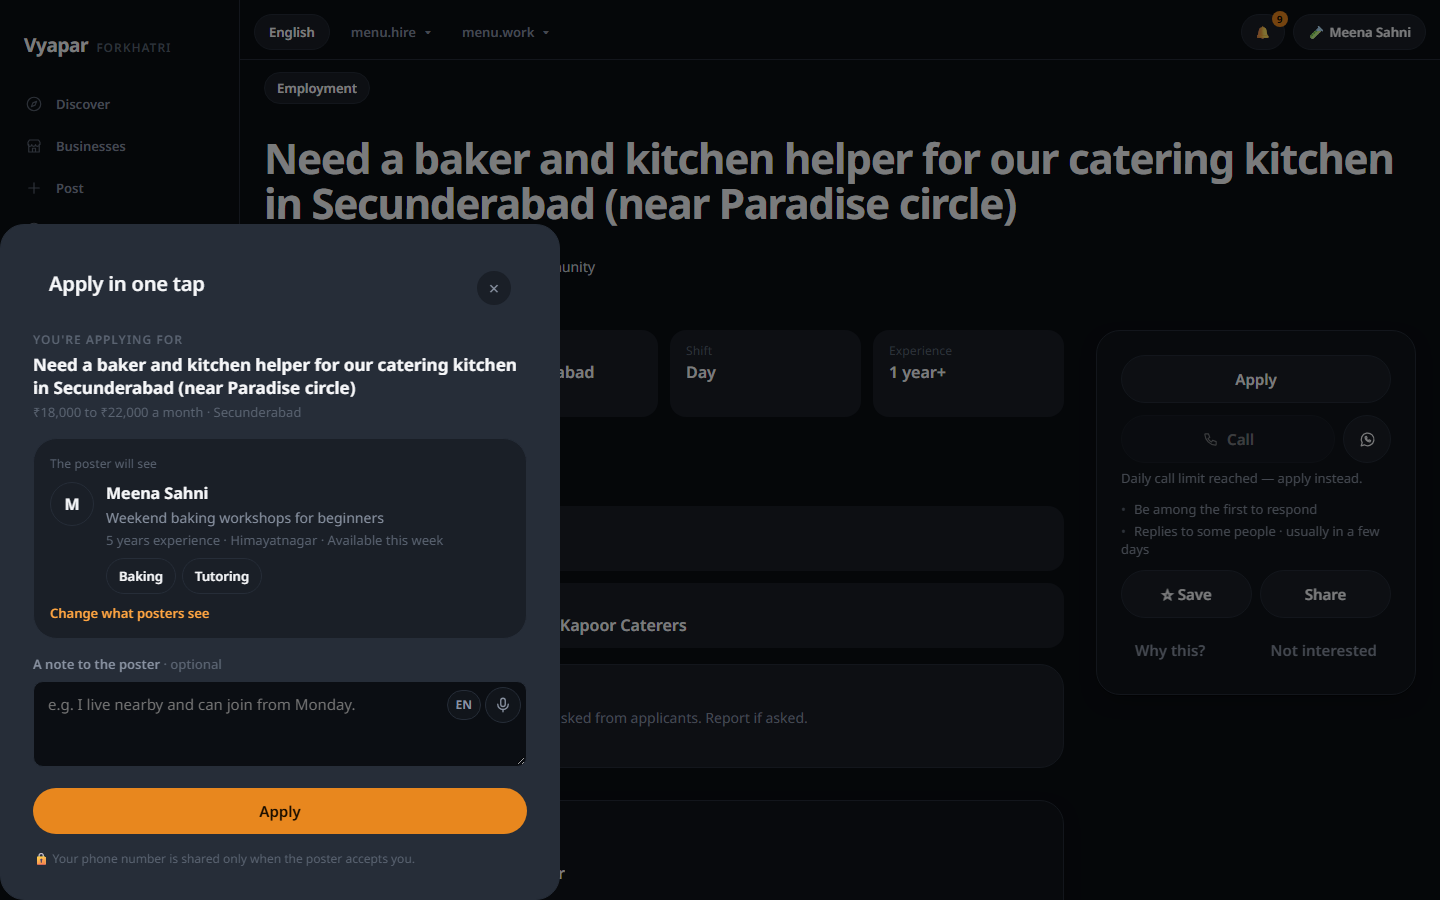 Vyapar FORKHATRI
English
menu.hire
menu.work
9
Meena Sahni
Discover
Businesses
Post
Employment
Need a baker and kitchen helper for our catering kitchen
in Secunderabad (near Paradise circle)
Shift
Day
Experience
1 year+
Kapoor Caterers
sked from applicants. Report if asked.
Apply
Call
Daily call limit reached — apply instead.
• Be among the first to respond
• Replies to some people · usually in a few
days
☆ Save
Share
Why this?
Not interested
Apply in one tap
×
YOU'RE APPLYING FOR
Need a baker and kitchen helper for our catering kitchen
in Secunderabad (near Paradise circle)
₹18,000 to ₹22,000 a month · Secunderabad
The poster will see
M
Meena Sahni
Weekend baking workshops for beginners
5 years experience · Himayatnagar · Available this week
Baking
Tutoring
Change what posters see
A note to the poster · optional
e.g. I live nearby and can join from Monday.
EN
Apply
Your phone number is shared only when the poster accepts you.